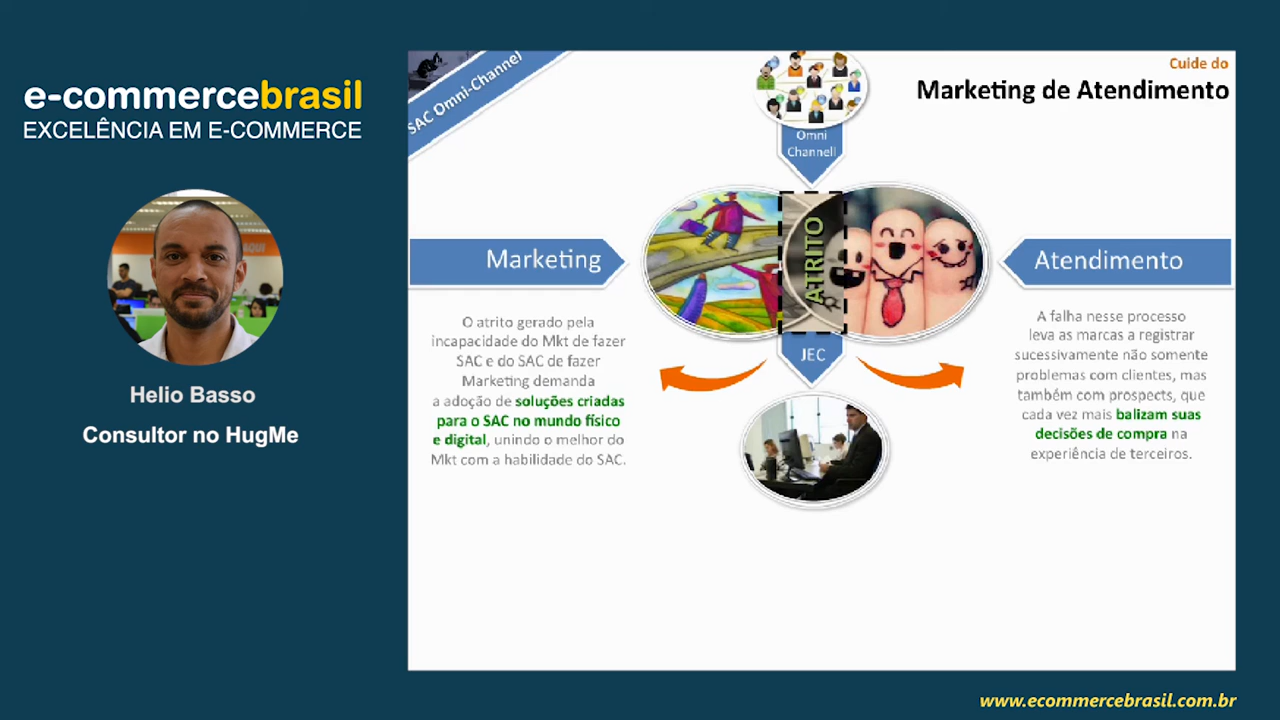 e-commercebrasil
EXCELÊNCIA EM E-COMMERCE
Helio Basso
Consultor no HugMe
SAC Omni-Channel
Cuide do
Marketing de Atendimento
Omni
Channell
Marketing
ATRITO
Atendimento
JEC
O atrito gerado pela
incapacidade do Mkt de fazer
SAC e do SAC de fazer
Marketing demanda
a adoção de soluções criadas
para o SAC no mundo físico
e digital, unindo o melhor do
Mkt com a habilidade do SAC.
A falha nesse processo
leva as marcas a registrar
sucessivamente não somente
problemas com clientes, mas
também com prospects, que
cada vez mais balizam suas
decisões de compra na
experiência de terceiros.
www.ecommercebrasil.com.br